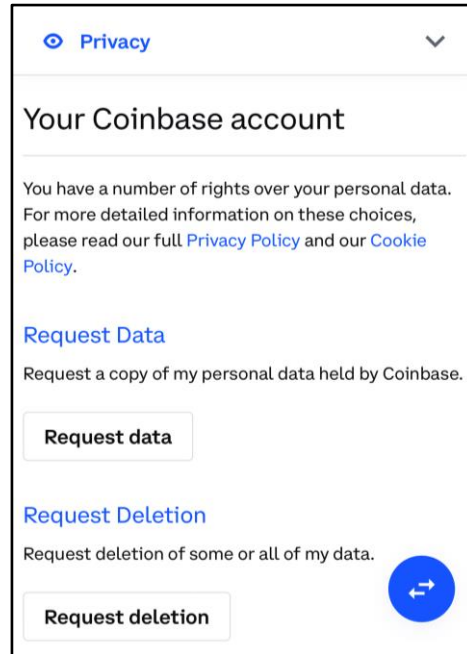 Privacy
Your Coinbase account
You have a number of rights over your personal data.
For more detailed information on these choices,
please read our full Privacy Policy and our Cookie
Policy.
Request Data
Request a copy of my personal data held by Coinbase.
Request data
Request Deletion
Request deletion of some or all of my data.
Request deletion